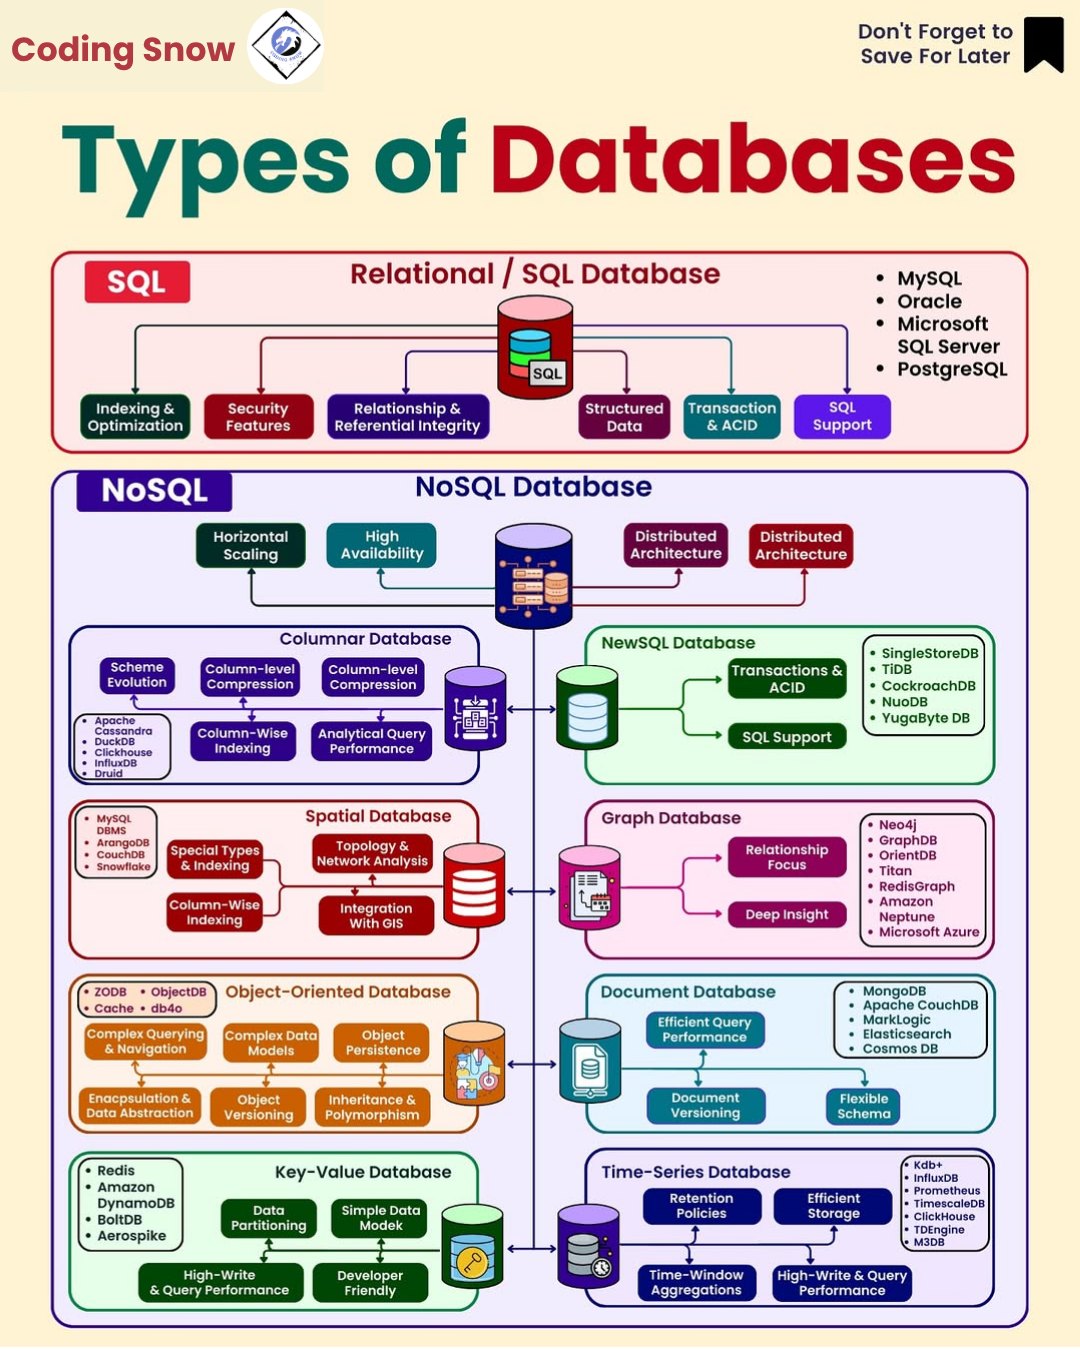 Coding Snow
Don't Forget to
Save For Later
Types of Databases
SQL
Relational / SQL Database
• MySQL
• Oracle
• Microsoft
SQL Server
• PostgreSQL
SQL
Indexing &
Optimization
Security
Features
Relationship &
Referential Integrity
Structured
Data
Transaction
& ACID
SQL
Support
NoSQL
NoSQL Database
Horizontal
Scaling
High
Availability
Distributed
Architecture
Distributed
Architecture
Columnar Database
Scheme
Evolution
Column-level
Compression
Column-level
Compression
• Apache
Cassandra
• DuckDB
• Clickhouse
• InfluxDB
• Druid
Column-Wise
Indexing
Analytical Query
Performance
NewSQL Database
Transactions &
ACID
SQL Support
• SingleStoreDB
• TiDB
• CockroachDB
• NuoDB
• YugaByte DB
Spatial Database
• MySQL
DBMS
• ArangoDB
• CouchDB
• Snowflake
Special Types
& Indexing
Topology &
Network Analysis
Column-Wise
Indexing
Integration
With GIS
Graph Database
Relationship
Focus
Deep Insight
• Neo4j
• GraphDB
• OrientDB
• Titan
• RedisGraph
• Amazon
Neptune
• Microsoft Azure
• ZODB • ObjectDB
• Cache • db4o
Object-Oriented Database
Complex Querying
& Navigation
Complex Data
Models
Object
Persistence
Enacpsulation &
Data Abstraction
Object
Versioning
Inheritance &
Polymorphism
Document Database
Efficient Query
Performance
Document
Versioning
Flexible
Schema
• MongoDB
• Apache CouchDB
• MarkLogic
• Elasticsearch
• Cosmos DB
• Redis
• Amazon
DynamoDB
• BoltDB
• Aerospike
Key-Value Database
Data
Partitioning
Simple Data
Modek
High-Write
& Query Performance
Developer
Friendly
Time-Series Database
Retention
Policies
Efficient
Storage
Time-Window
Aggregations
High-Write & Query
Performance
• Kdb+
• InfluxDB
• Prometheus
• TimescaleDB
• ClickHouse
• TDEngine
• M3DB